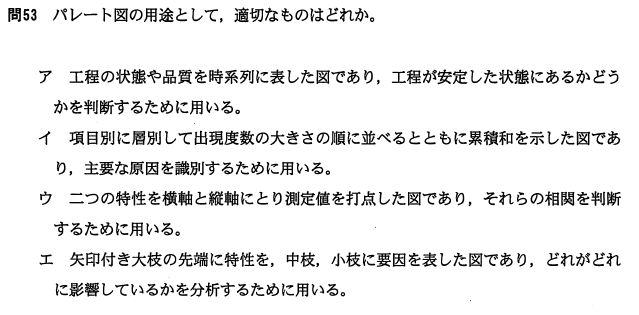 問53 パレート図の用途として，適切なものはどれか。
ア 工程の状態や品質を時系列に表した図であり，工程が安定した状態にあるかどう
かを判断するために用いる。
イ 項目別に層別して出現度数の大きさの順に並べるとともに累積和を示した図であ
り，主要な原因を識別するために用いる。
ウ 二つの特性を横軸と縦軸にとり測定値を打点した図であり，それらの相関を判断
するために用いる。
エ 矢印付き大枝の先端に特性を，中枝，小枝に要因を表した図であり，どれがどれ
に影響しているかを分析するために用いる。